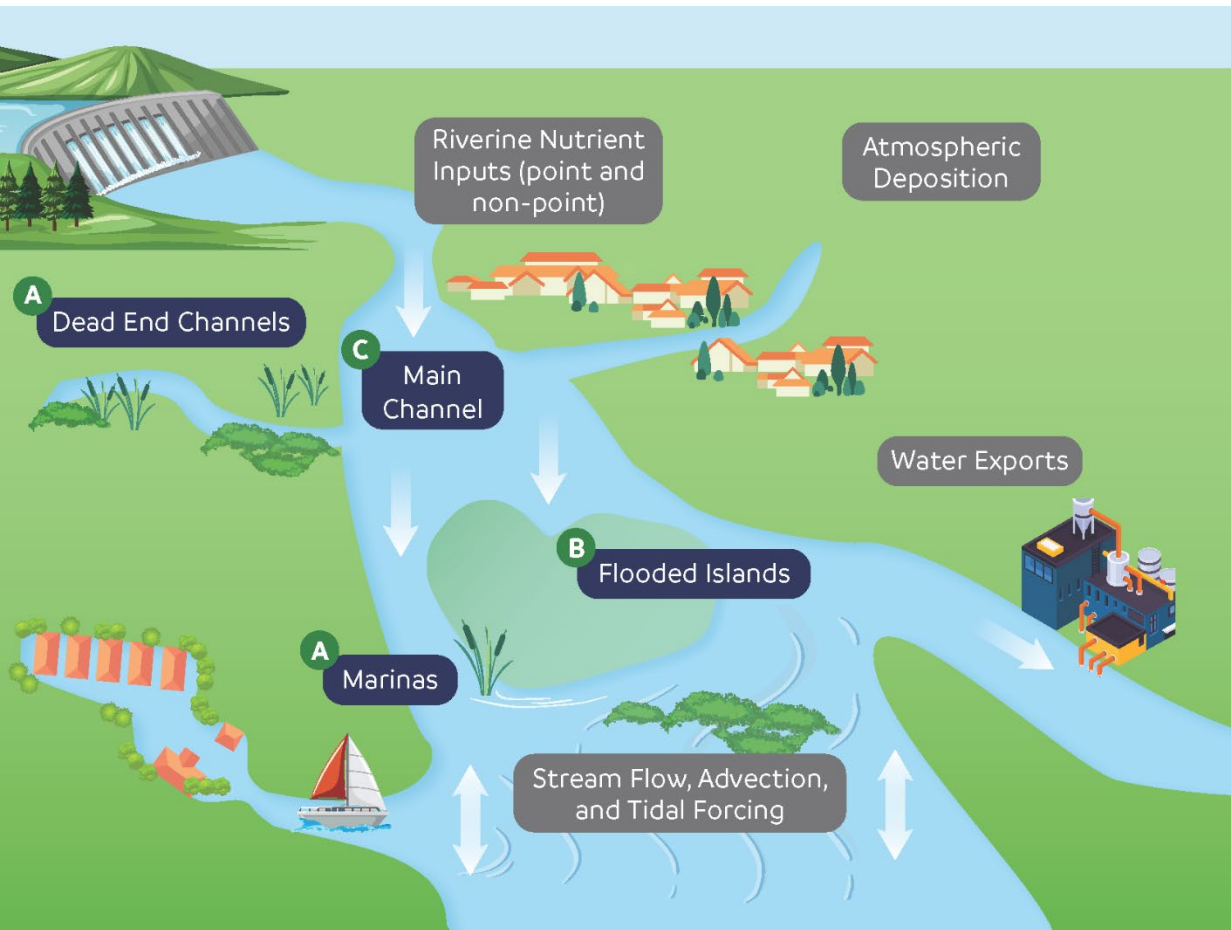 Riverine Nutrient
Inputs (point and
non-point)
Atmospheric
Deposition
A
Dead End Channels
C
Main
Channel
Water Exports
B
Flooded Islands
A
Marinas
Stream Flow, Advection,
and Tidal Forcing